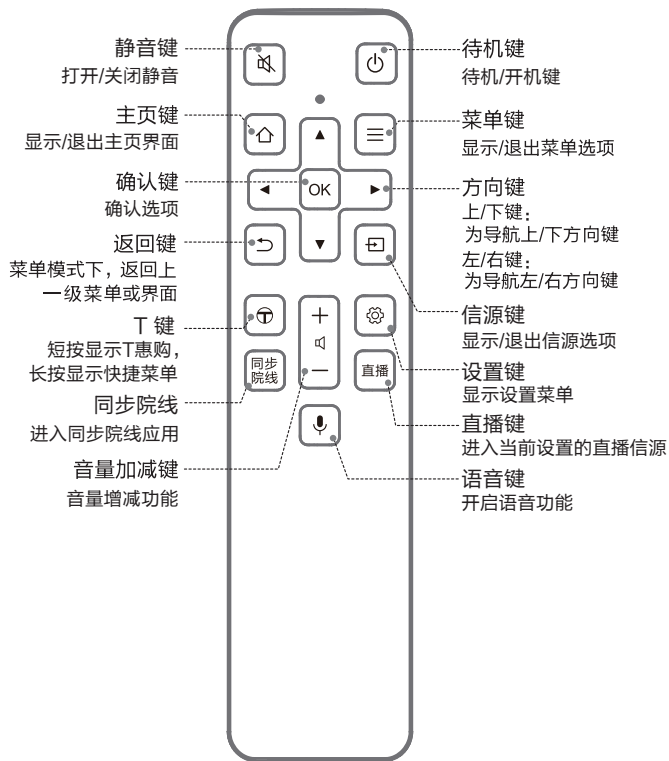 静音键
打开/关闭静音
主页键
显示/退出主页界面
确认键
确认选项
返回键
菜单模式下，返回上
一级菜单或界面
T 键
短按显示T惠购，
长按显示快捷菜单
同步院线
进入同步院线应用
音量加减键
音量增减功能
OK
同步
院线
直播
待机键
待机/开机键
菜单键
显示/退出菜单选项
方向键
上/下键：
为导航上/下方向键
左/右键：
为导航左/右方向键
信源键
显示/退出信源选项
设置键
显示设置菜单
直播键
进入当前设置的直播信源
语音键
开启语音功能